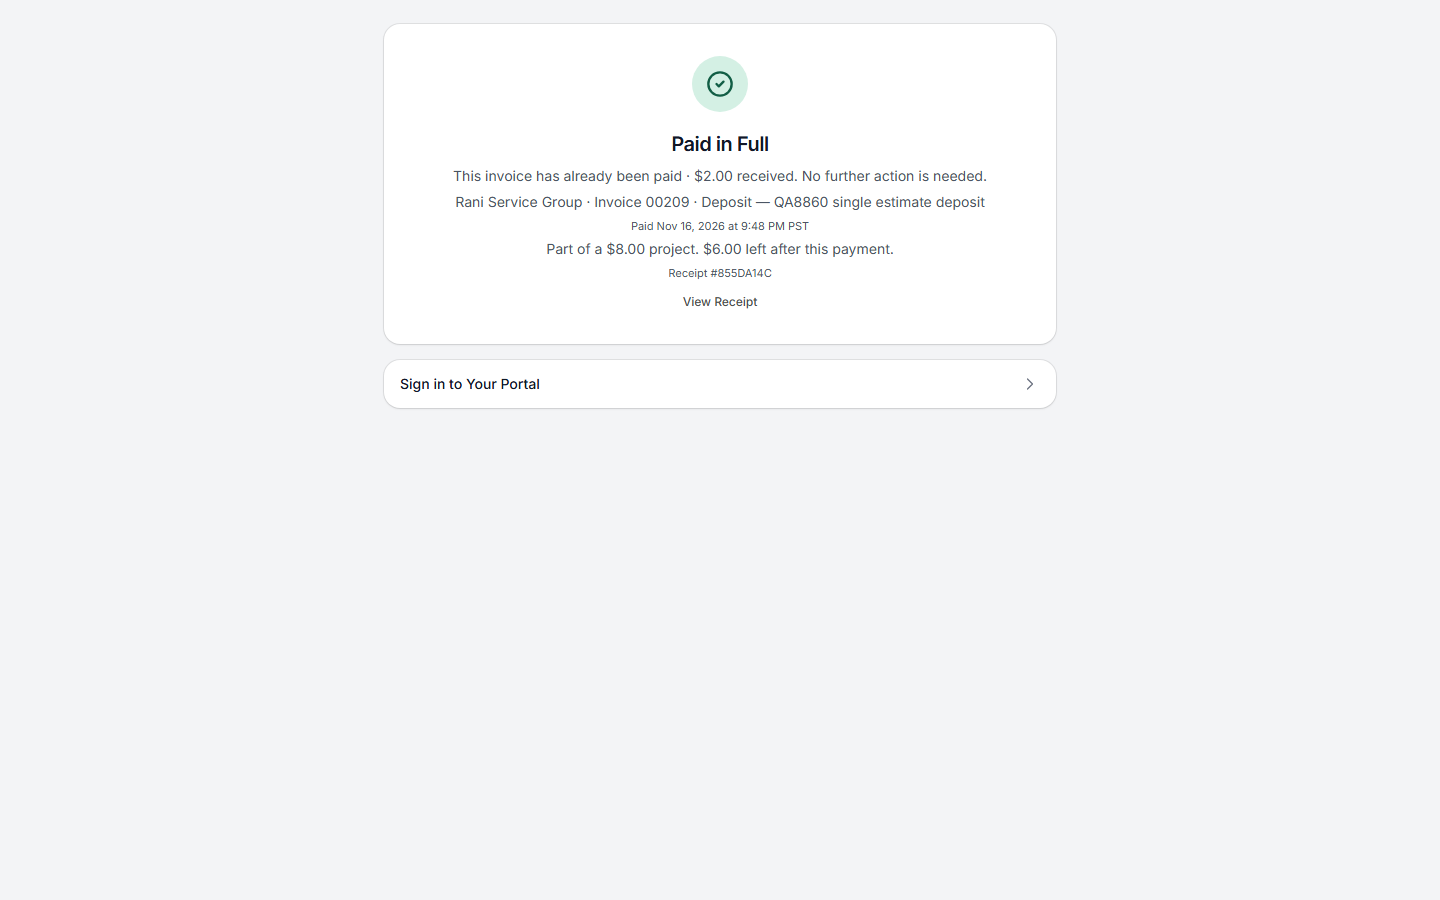 Paid in Full
This invoice has already been paid · $2.00 received. No further action is needed.
Rani Service Group · Invoice 00209 · Deposit — QA8860 single estimate deposit
Paid Nov 16, 2026 at 9:48 PM PST
Part of a $8.00 project. $6.00 left after this payment.
Receipt #855DA14C
View Receipt
Sign in to Your Portal